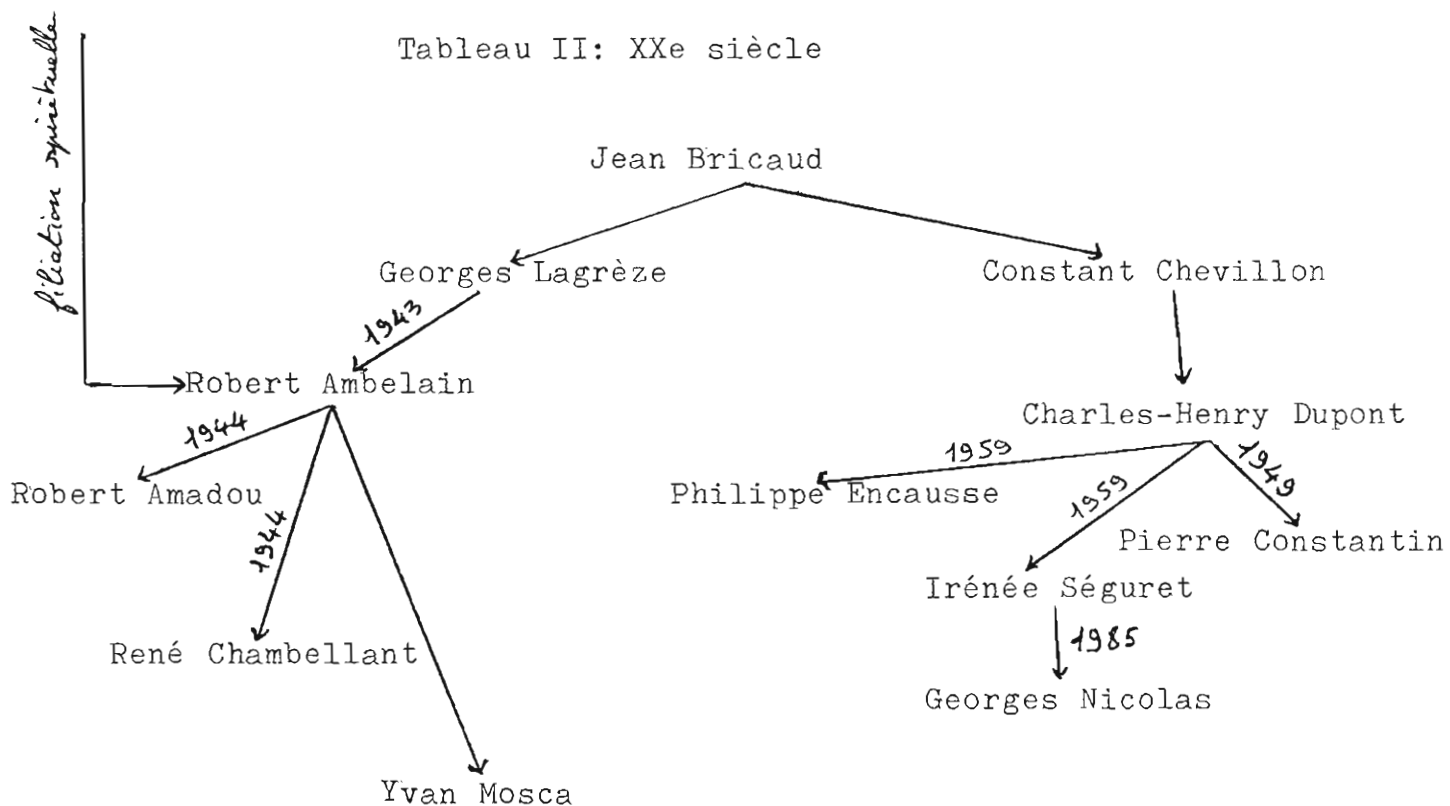 Tableau II: XXe siècle
filiation spirituelle
Jean Bricaud
Georges Lagrèze
Constant Chevillon
1943
Robert Ambelain
Charles-Henry Dupont
1944
1959
1949
Robert Amadou
Philippe Encausse
1959
1944
Pierre Constantin
Irénée Séguret
René Chambellant
1985
Georges Nicolas
Yvan Mosca